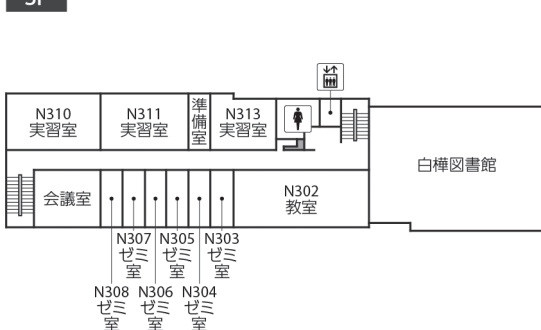 3F
N310
実習室
N311
実習室
準
備
室
N313
実習室
白樺図書館
会議室
N302
教室
N307
ゼミ
室
N305
ゼミ
室
N303
ゼミ
室
N308
ゼミ
室
N306
ゼミ
室
N304
ゼミ
室